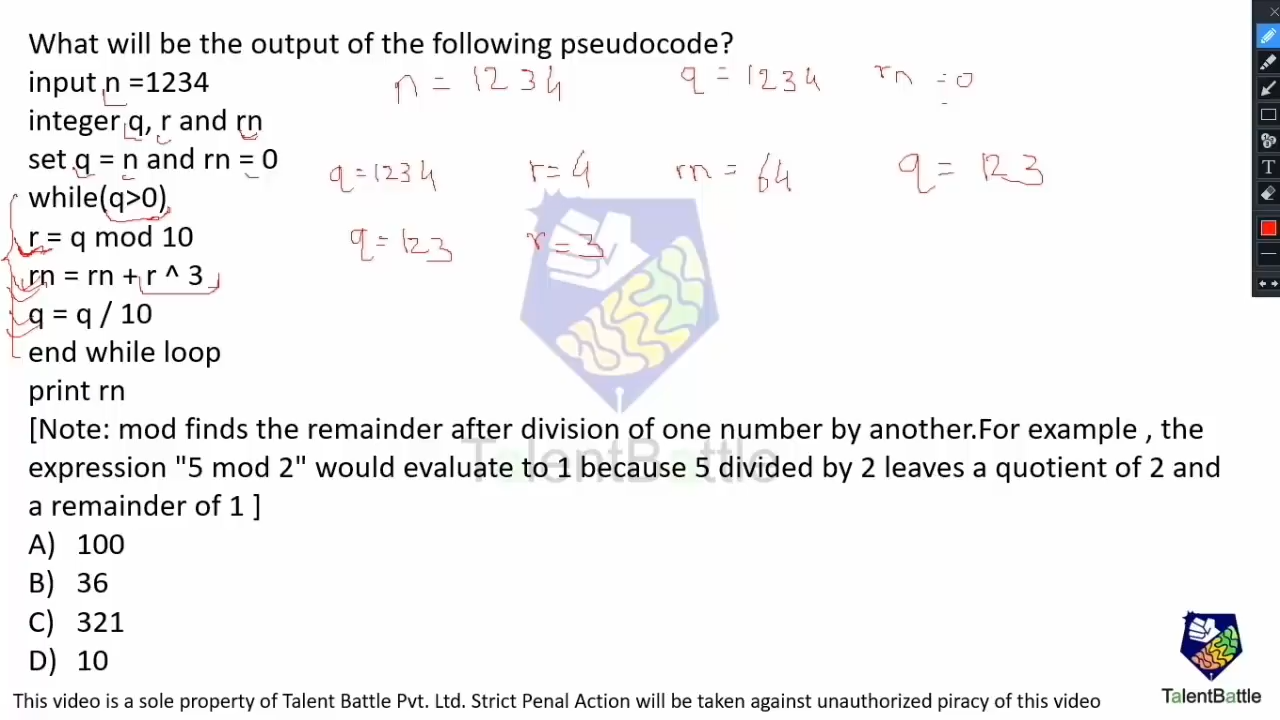 What will be the output of the following pseudocode?
input n =1234
n = 1234 q = 1234 rn = 0
integer q, r and rn
set q = n and rn = 0
q = 1234 r = 4 rn = 64 q = 123
while(q>0)
r = q mod 10
q = 123 r = 3
rn = rn + r ^ 3
q = q / 10
end while loop
print rn
[Note: mod finds the remainder after division of one number by another.For example , the
expression "5 mod 2" would evaluate to 1 because 5 divided by 2 leaves a quotient of 2 and
a remainder of 1 ]
TalentBattle
A) 100
B) 36
C) 321
D) 10
TalentBattle
This video is a sole property of Talent Battle Pvt. Ltd. Strict Penal Action will be taken against unauthorized piracy of this video
T